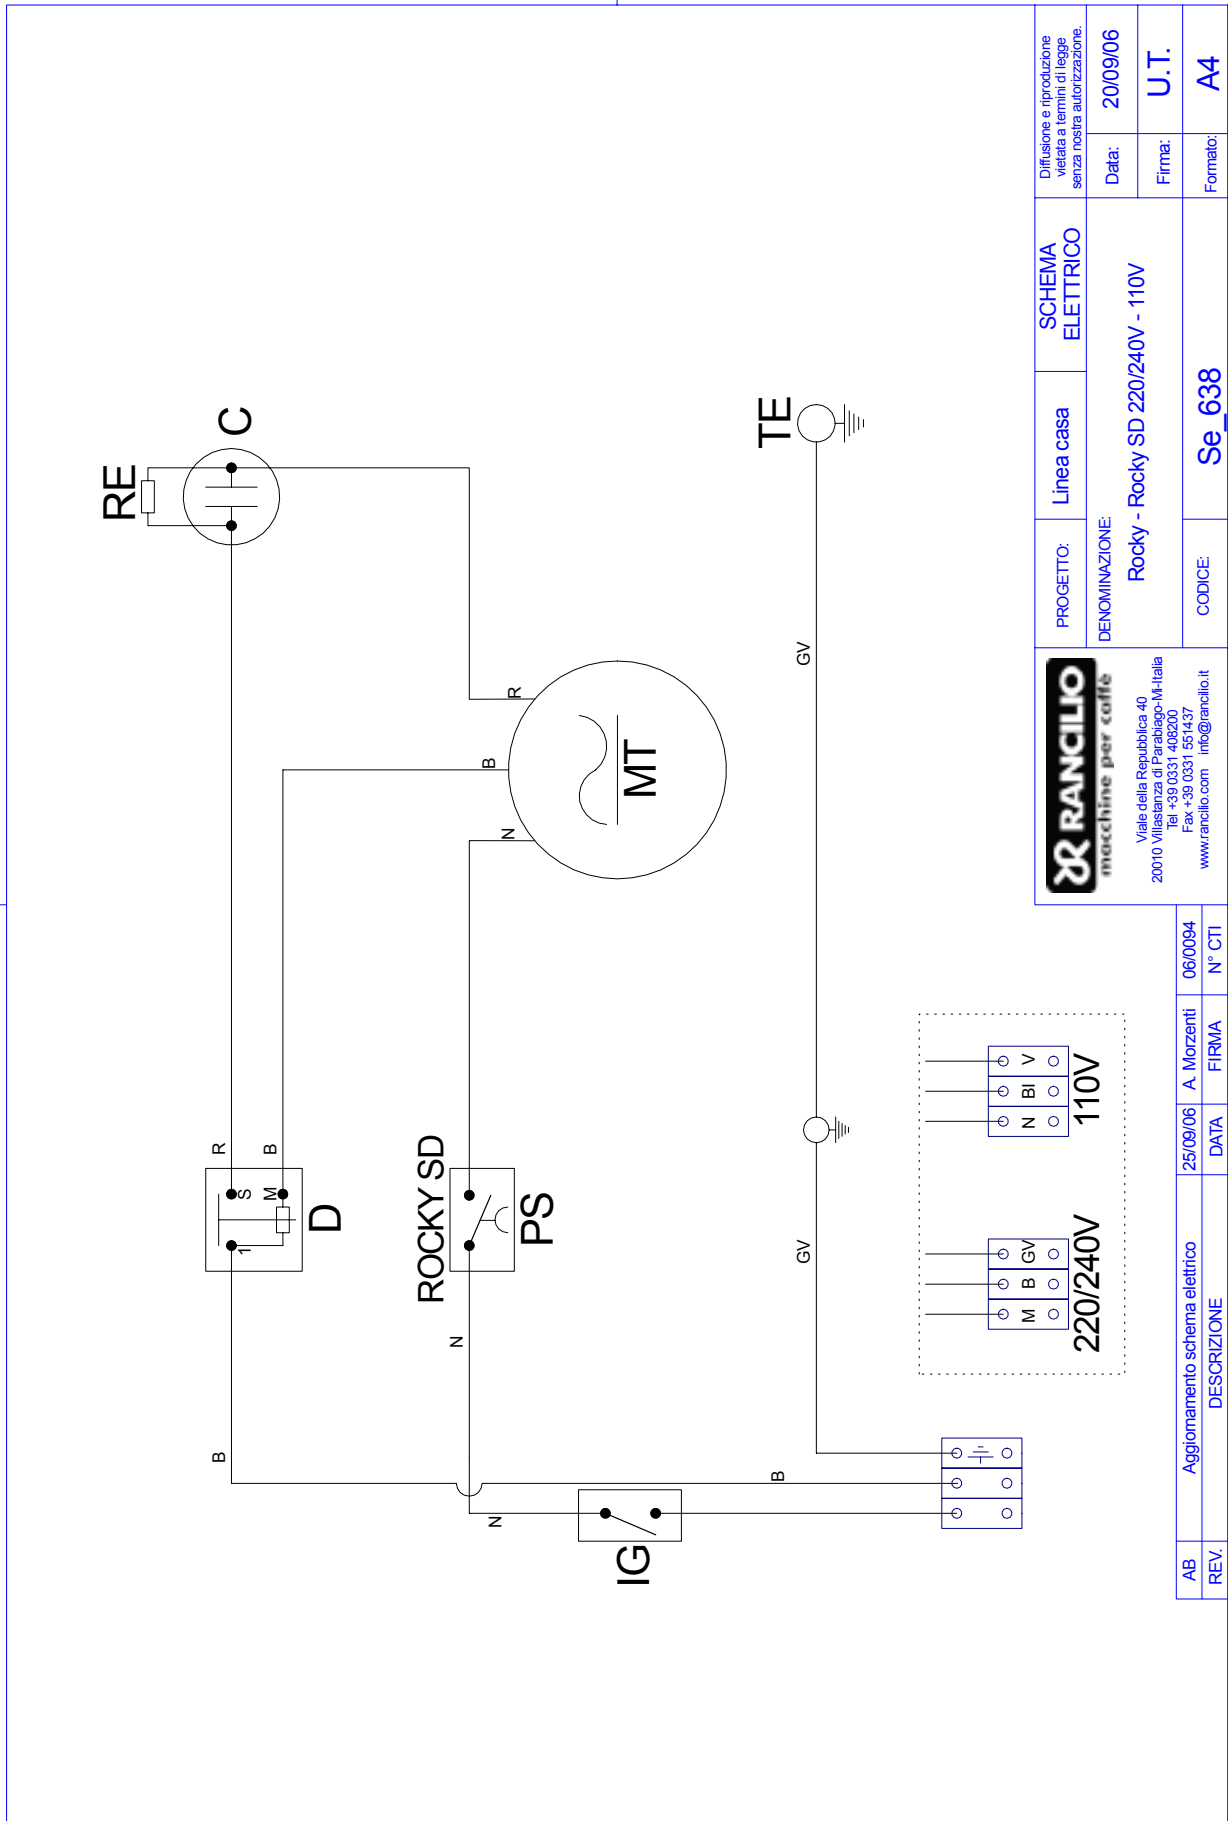 RE
C
R
S
M
1
B
D
ROCKY SD
PS
N
N
B
R
MT
N
B
N
IG
B
TE
GV
GV
M B GV
220/240V
N Bl V
110V
AB
Aggiornamento schema elettrico
25/09/06
A. Morzenti
06/0094
REV.
DESCRIZIONE
DATA
FIRMA
N° CTI
RANCILIO
macchine per caffè
Viale della Repubblica 40
20010 Villastanza di Parabiago-Mi-Italia
Tel +39 0331 408200
Fax +39 0331 551437
www.rancilio.com info@rancilio.it
PROGETTO:
Linea casa
SCHEMA
ELETTRICO
Diffusione e riproduzione
vietata a termini di legge
senza nostra autorizzazione.
DENOMINAZIONE:
Rocky - Rocky SD 220/240V - 110V
Data:
20/09/06
Firma:
U.T.
CODICE:
Se_638
Formato:
A4